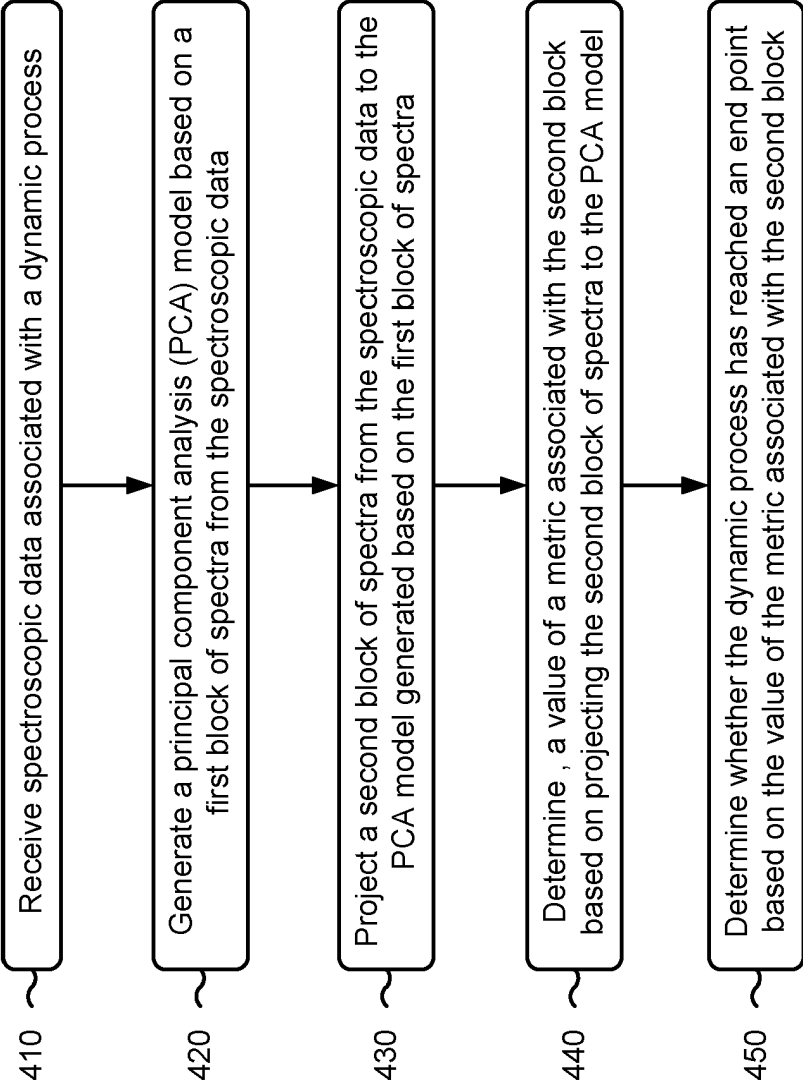 410
Receive spectroscopic data associated with a dynamic process
420
Generate a principal component analysis (PCA) model based on a
first block of spectra from the spectroscopic data
430
Project a second block of spectra from the spectroscopic data to the
PCA model generated based on the first block of spectra
440
Determine , a value of a metric associated with the second block
based on projecting the second block of spectra to the PCA model
450
Determine whether the dynamic process has reached an end point
based on the value of the metric associated with the second block